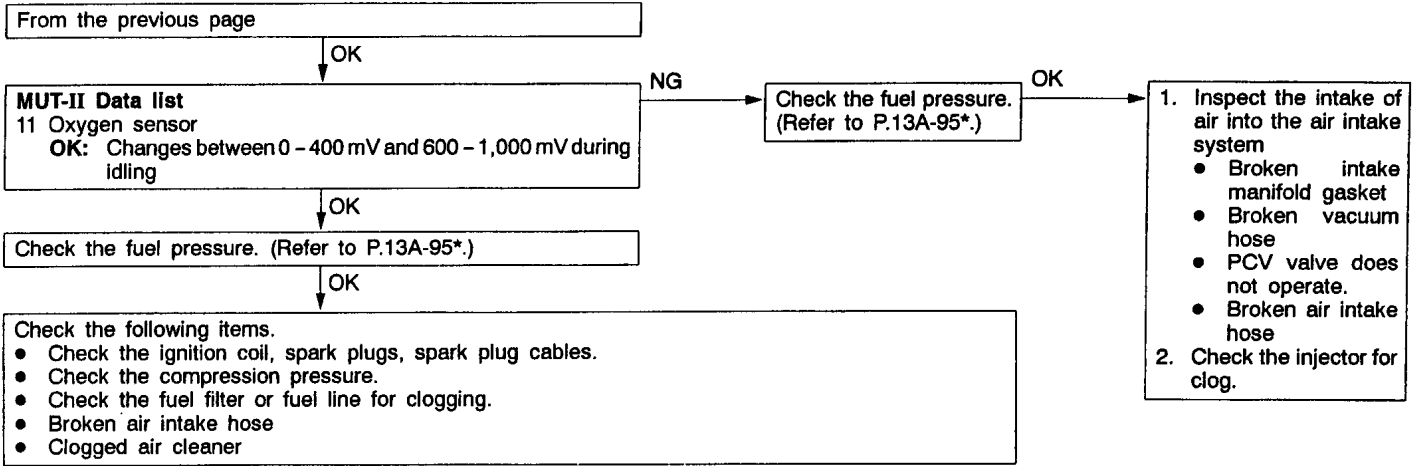 From the previous page
OK
MUT-II Data list
11 Oxygen sensor
OK: Changes between 0 – 400 mV and 600 – 1,000 mV during
idling
NG
Check the fuel pressure.
(Refer to P.13A-95*.)
OK
1. Inspect the intake of
air into the air intake
system
● Broken intake
manifold gasket
● Broken vacuum
hose
● PCV valve does
not operate.
● Broken air intake
hose
2. Check the injector for
clog.
OK
Check the fuel pressure. (Refer to P.13A-95*.)
OK
Check the following items.
● Check the ignition coil, spark plugs, spark plug cables.
● Check the compression pressure.
● Check the fuel filter or fuel line for clogging.
● Broken air intake hose
● Clogged air cleaner